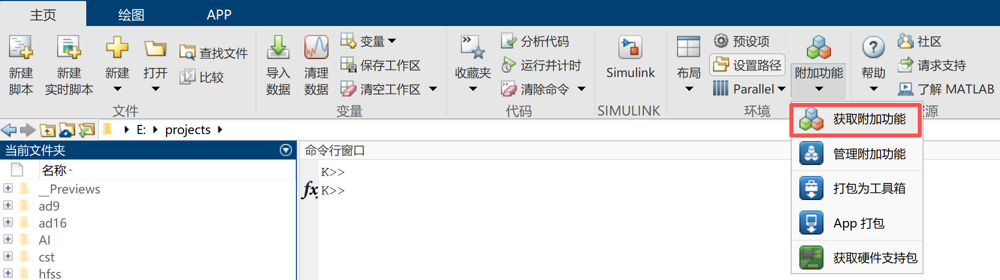 主页 绘图 APP
新建脚本 新建实时脚本 新建 打开 查找文件 比较
文件
导入数据 清理数据 变量 保存工作区 清空工作区
变量
收藏夹 分析代码 运行并计时 清除命令
代码
Simulink
SIMULINK
布局 预设项 设置路径 Parallel 附加功能
环境
帮助 社区 请求支持 了解 MATLAB
源
获取附加功能
管理附加功能
打包为工具箱
App 打包
获取硬件支持包
E: projects
当前文件夹
名称
__Previews
ad9
ad16
AI
cst
hfss
命令行窗口
K>>
fx K>>